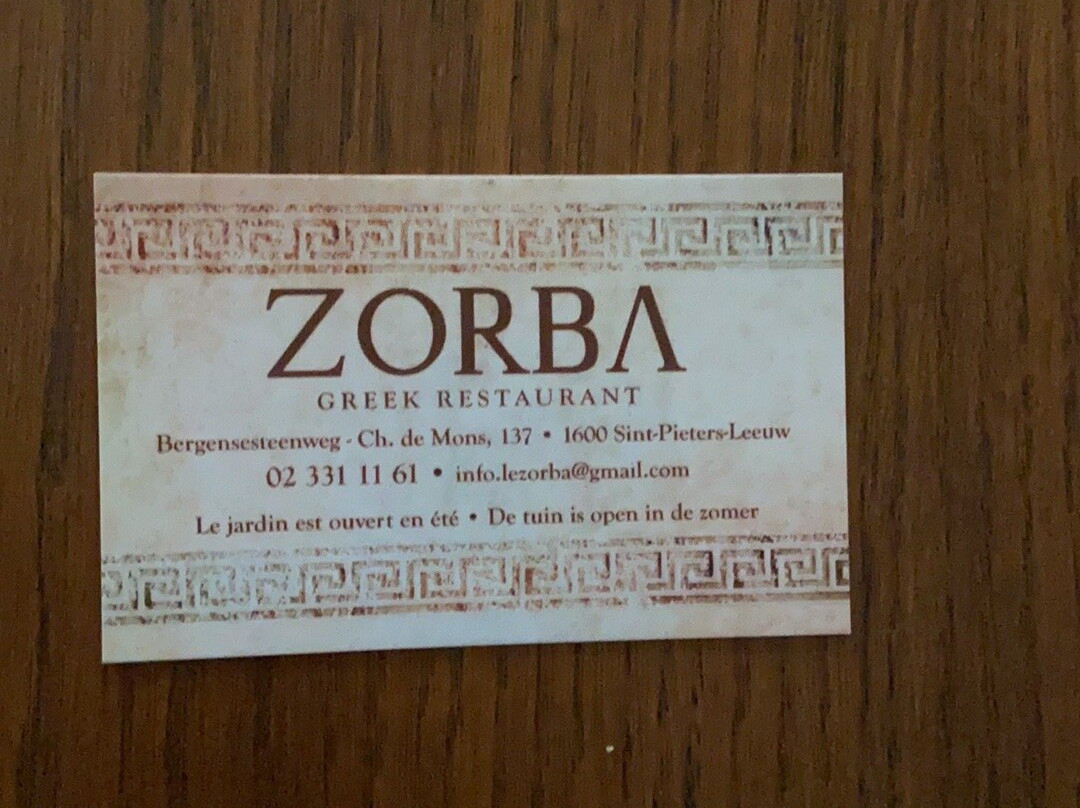 ZORBA
GREEK RESTAURANT
Bergensesteenweg - Ch. de Mons, 137 • 1600 Sint-Pieters-Leeuw
02 331 11 61 • info.lezorba@gmail.com
Le jardin est ouvert en été • De tuin is open in de zomer